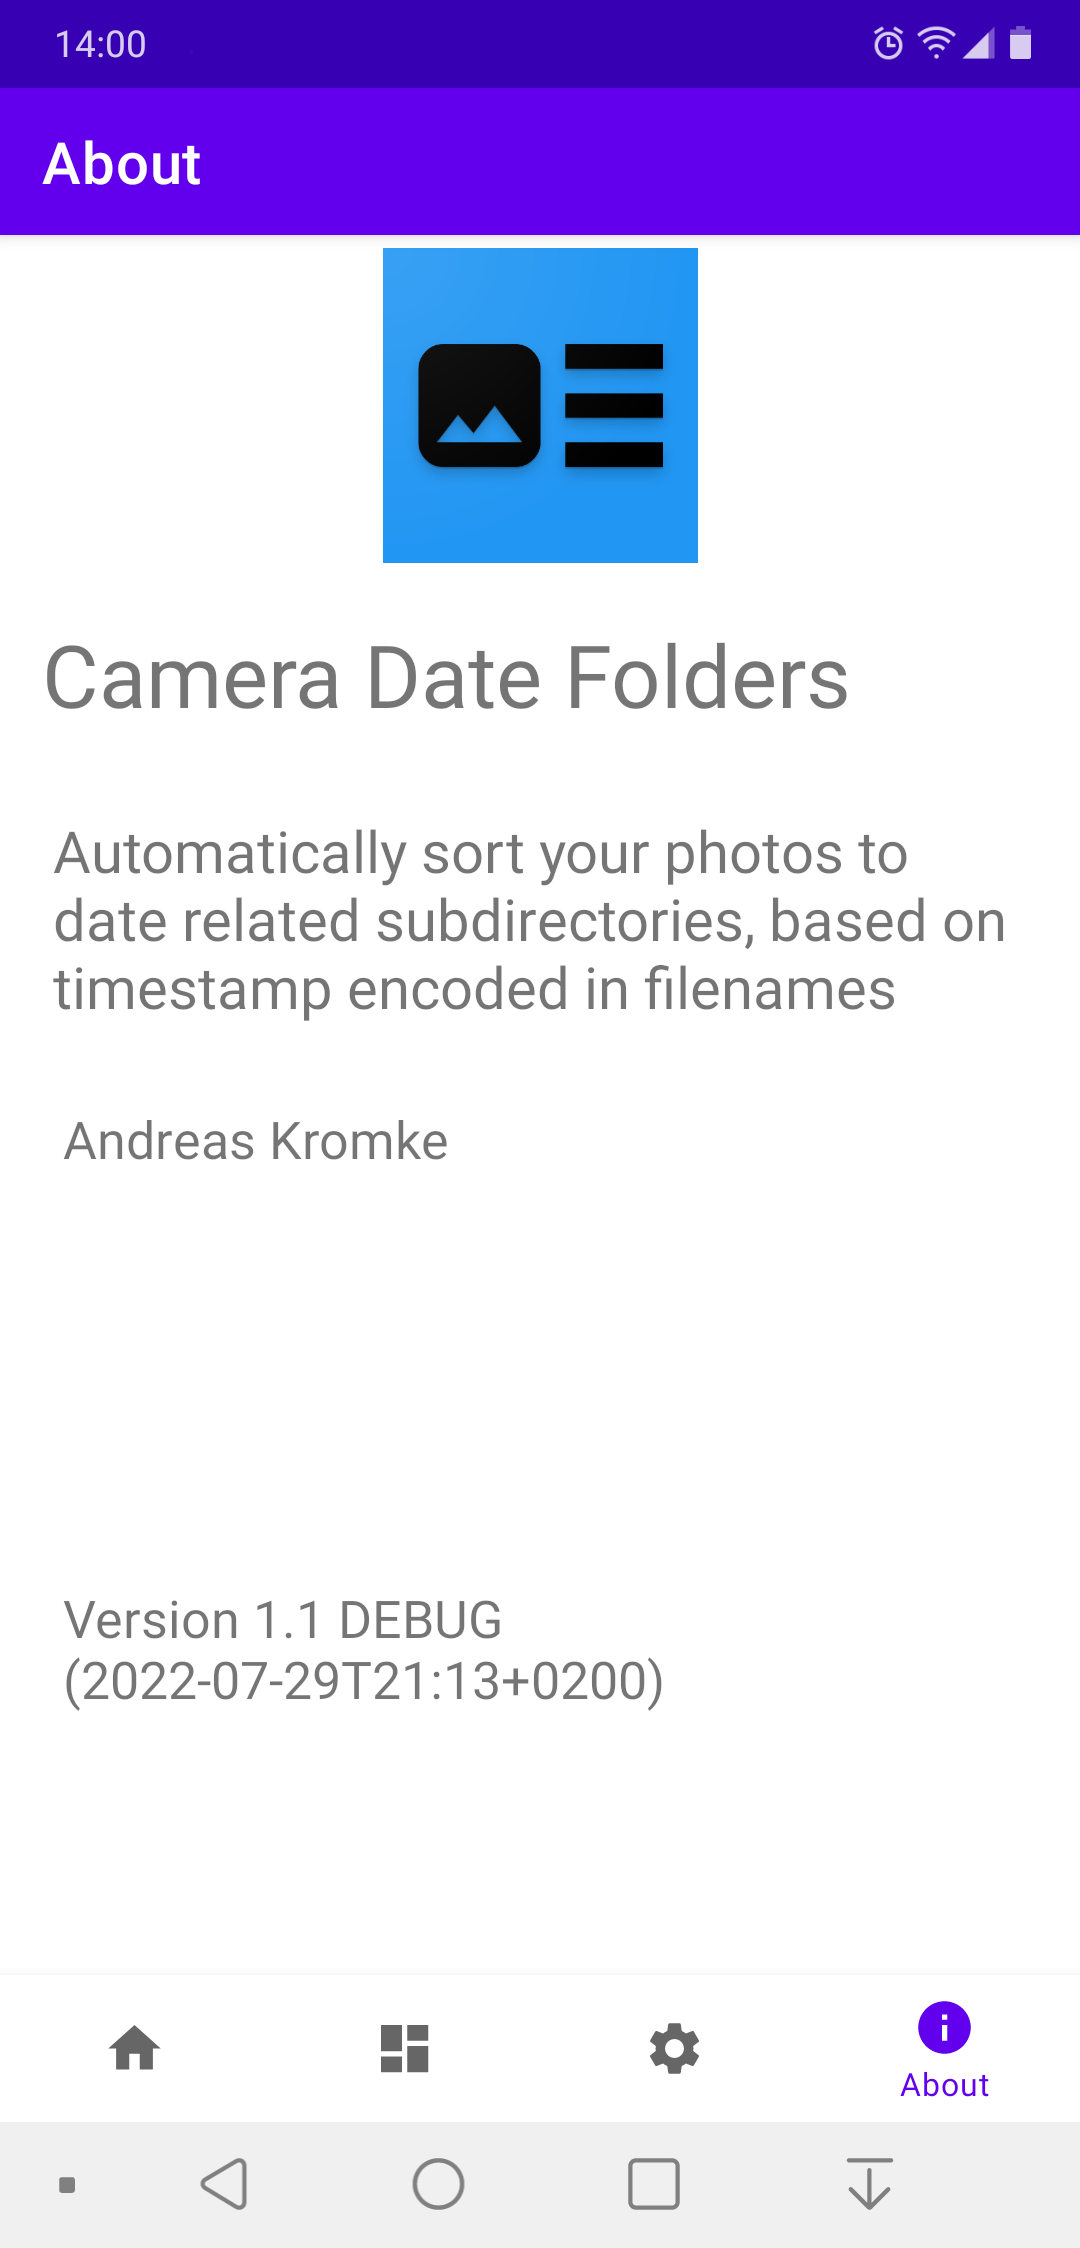 14:00
About
Camera Date Folders
Automatically sort your photos to
date related subdirectories, based on
timestamp encoded in filenames
Andreas Kromke
Version 1.1 DEBUG
(2022-07-29T21:13+0200)
About